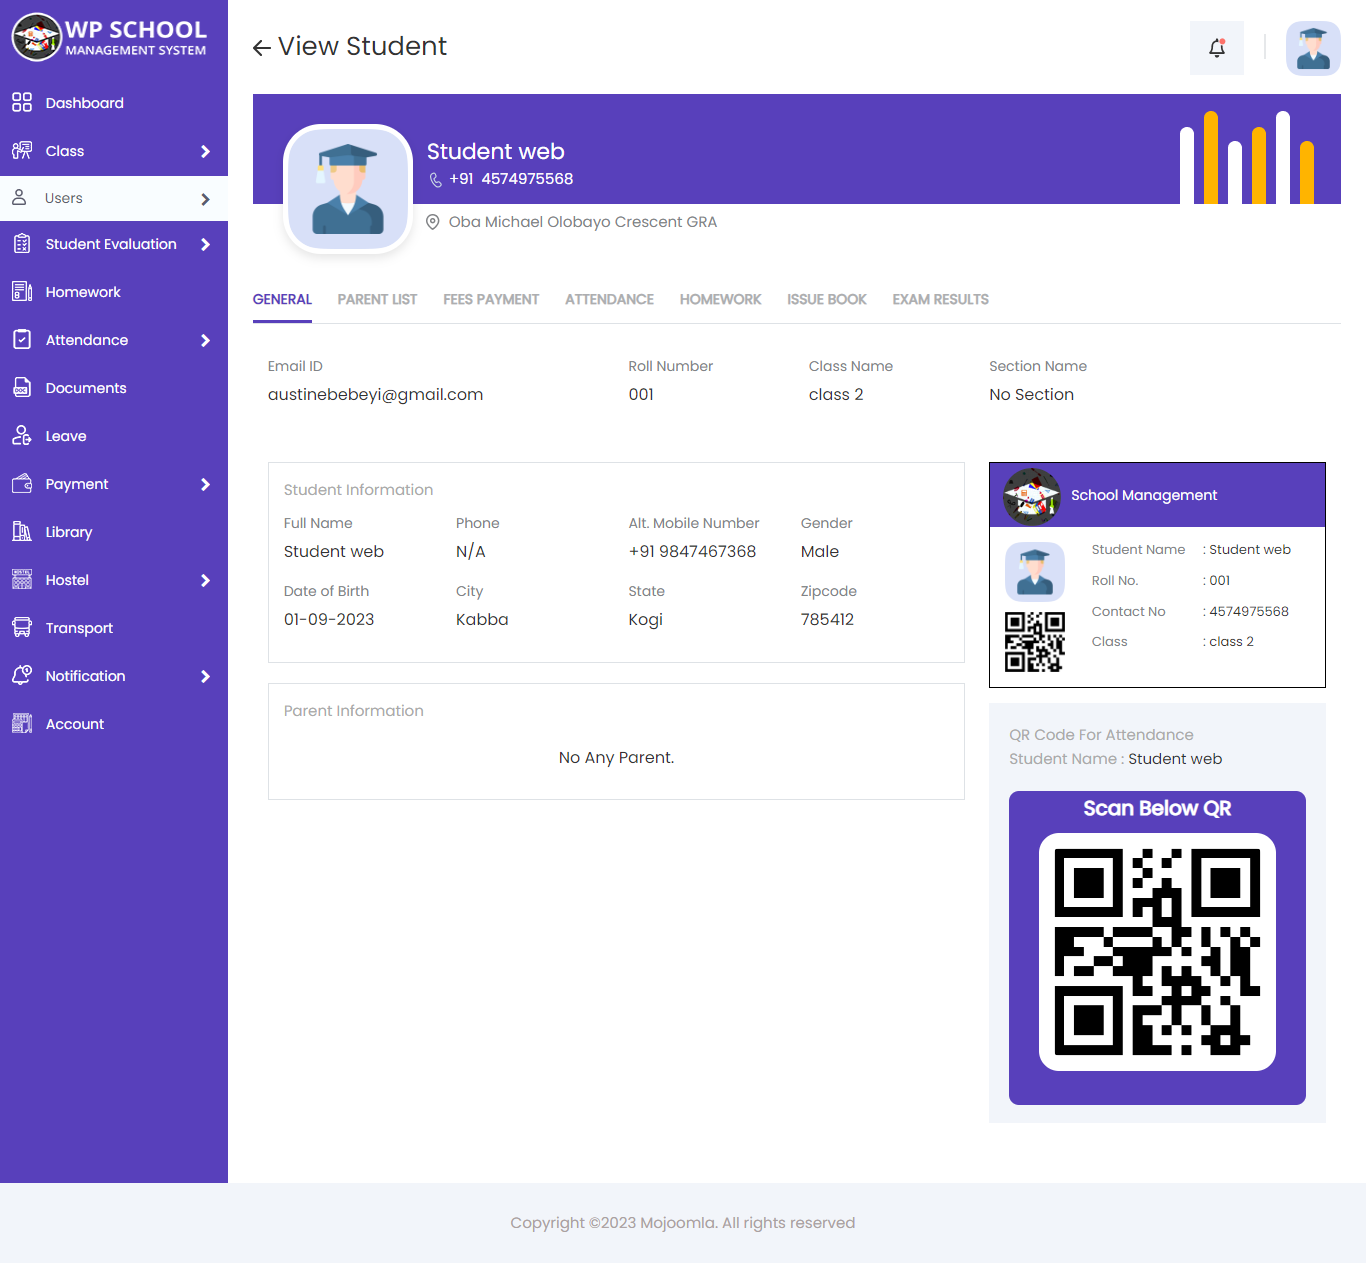 WP SCHOOL
MANAGEMENT SYSTEM
Dashboard
Class
Users
Student Evaluation
Homework
Attendance
Documents
Leave
Payment
Library
Hostel
Transport
Notification
Account
View Student
Student web
+91 4574975568
Oba Michael Olobayo Crescent GRA
GENERAL PARENT LIST FEES PAYMENT ATTENDANCE HOMEWORK ISSUE BOOK EXAM RESULTS
Email ID Roll Number Class Name Section Name
austinebebeyi@gmail.com 001 class 2 No Section
Student Information
Full Name Phone Alt. Mobile Number Gender
Student web N/A +91 9847467368 Male
Date of Birth City State Zipcode
01-09-2023 Kabba Kogi 785412
Parent Information
No Any Parent.
School Management
Student Name : Student web
Roll No. : 001
Contact No : 4574975568
Class : class 2
QR Code For Attendance
Student Name : Student web
Scan Below QR
Copyright ©2023 Mojoomla. All rights reserved